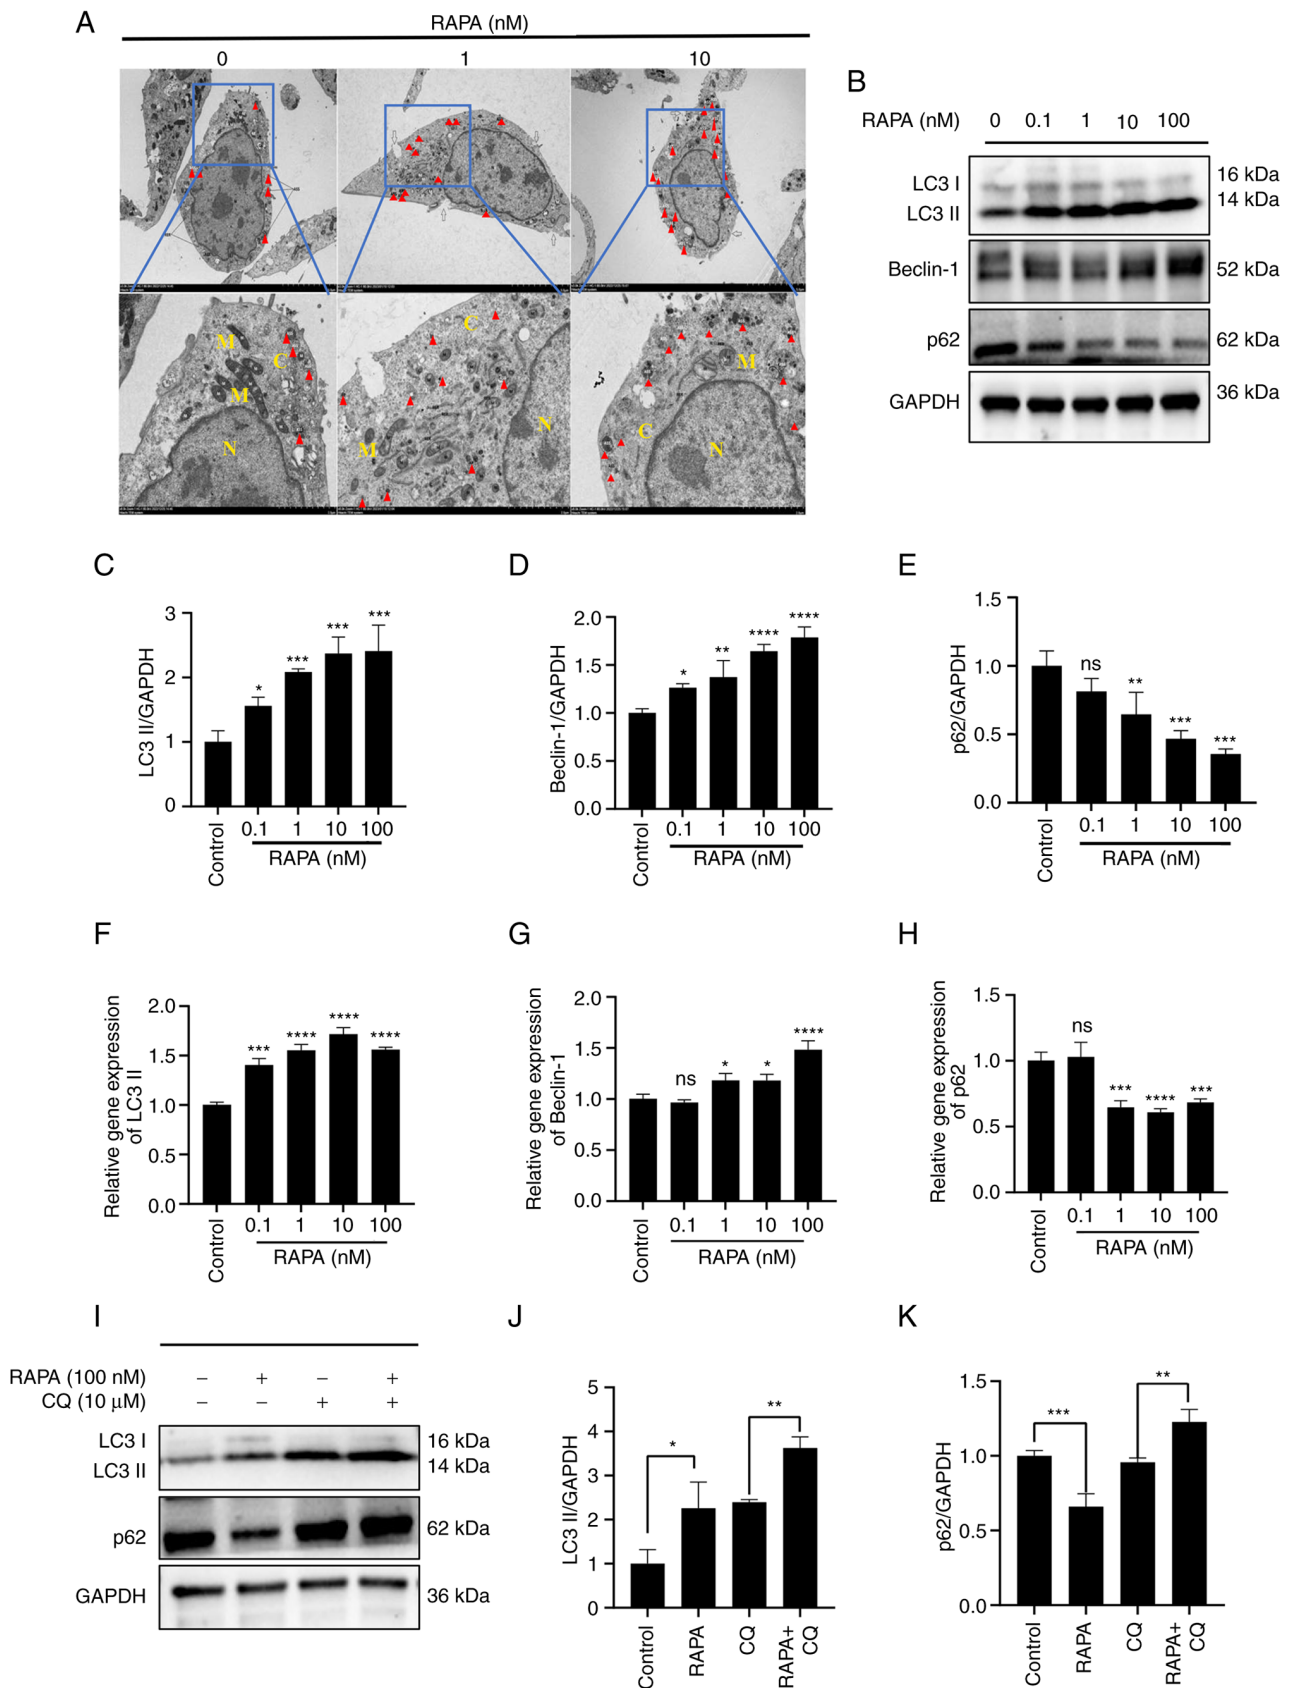 A
RAPA (nM)
0 1 10
M
C
M
N
C
N
M
M
C
N
B
RAPA (nM) 0 0.1 1 10 100
LC3 I 16 kDa
LC3 II 14 kDa
Beclin-1 52 kDa
p62 62 kDa
GAPDH 36 kDa
C
LC3 II/GAPDH
3
2
1
0
*
***
***
***
Control 0.1 1 10 100
RAPA (nM)
D
Beclin-1/GAPDH
2.0
1.5
1.0
0.5
0.0
*
**
****
****
Control 0.1 1 10 100
RAPA (nM)
E
p62/GAPDH
1.5
1.0
0.5
0.0
ns
**
***
***
Control 0.1 1 10 100
RAPA (nM)
F
Relative gene expression
of LC3 II
2.0
1.5
1.0
0.5
0.0
***
****
****
****
Control 0.1 1 10 100
RAPA (nM)
G
Relative gene expression
of Beclin-1
2.0
1.5
1.0
0.5
0.0
ns
*
*
****
Control 0.1 1 10 100
RAPA (nM)
H
Relative gene expression
of p62
1.5
1.0
0.5
0.0
ns
***
****
***
Control 0.1 1 10 100
RAPA (nM)
I
RAPA (100 nM) – + – +
CQ (10 μM) – – + +
LC3 I 16 kDa
LC3 II 14 kDa
p62 62 kDa
GAPDH 36 kDa
J
LC3 II/GAPDH
5
4
3
2
1
0
*
**
Control RAPA CQ RAPA+
CQ
K
p62/GAPDH
1.5
1.0
0.5
0.0
***
**
Control RAPA CQ RAPA+
CQ